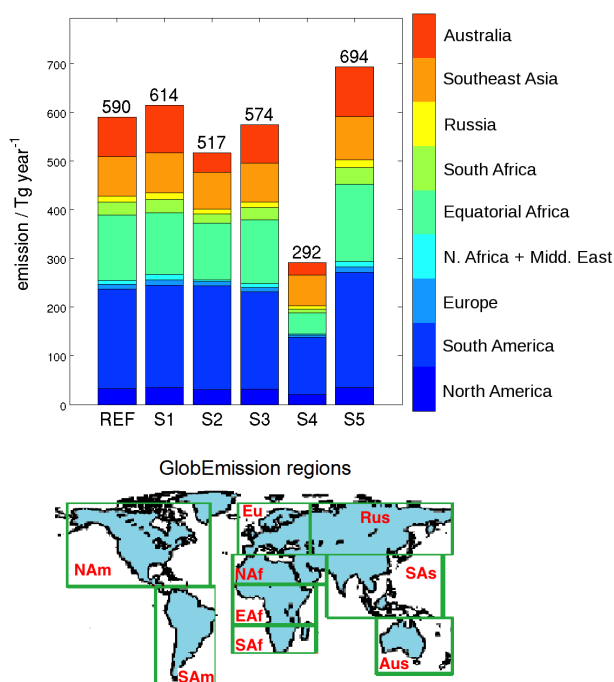 emission / Tg year-1
700
600
500
400
300
200
100
0
590
614
517
574
292
694
REF S1 S2 S3 S4 S5
Australia
Southeast Asia
Russia
South Africa
Equatorial Africa
N. Africa + Midd. East
Europe
South America
North America
GlobEmission regions
Eu
Rus
NAm
NAf
SAs
EAf
SAf
Aus
SAm